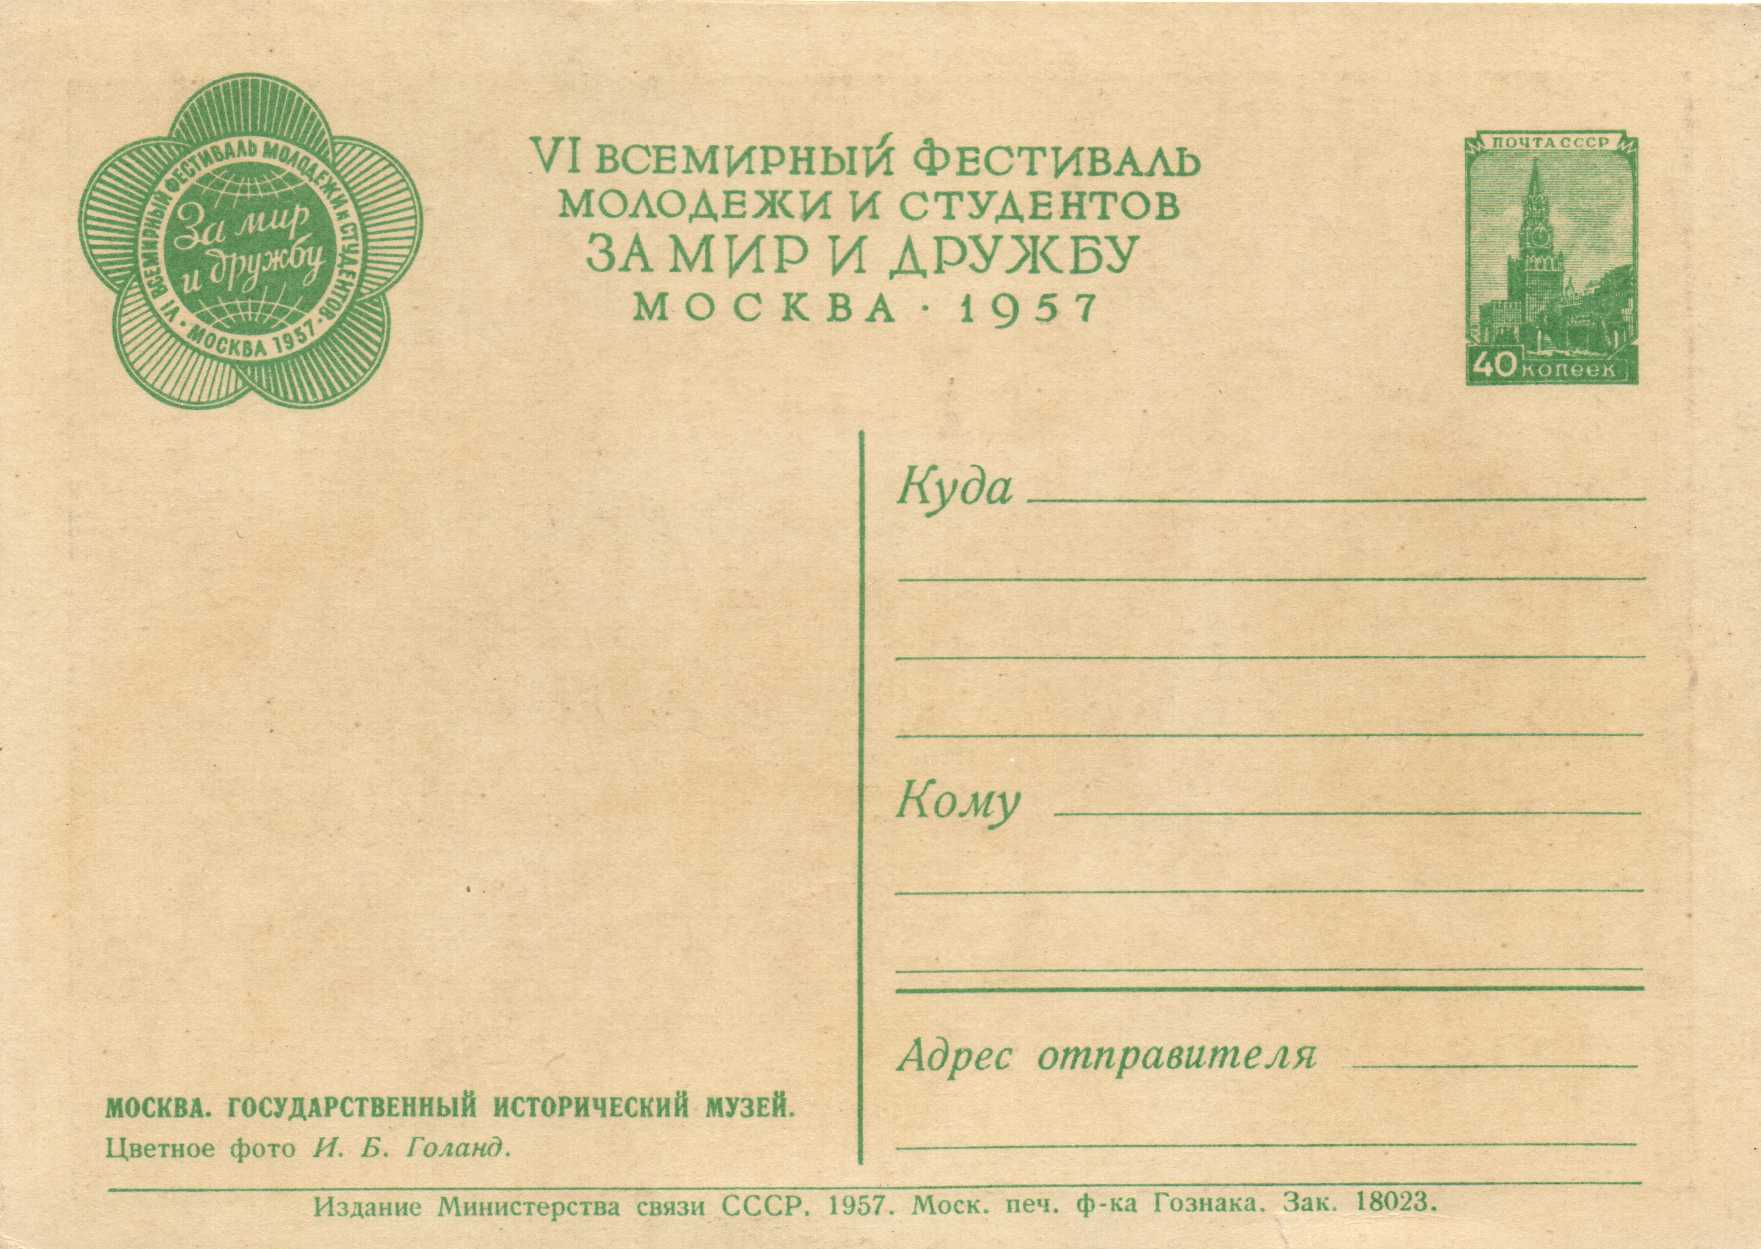 VI ВСЕМИРНЫЙ ФЕСТИВАЛЬ МОЛОДЕЖИ и СТУДЕНТОВ
За мир
и дружбу
· МОСКВА 1957 ·
VI ВСЕМИРНЫЙ ФЕСТИВАЛЬ
МОЛОДЕЖИ И СТУДЕНТОВ
ЗА МИР И ДРУЖБУ
МОСКВА · 1957
ПОЧТА СССР
40 КОПЕЕК
Куда
Кому
Адрес отправителя
МОСКВА. ГОСУДАРСТВЕННЫЙ ИСТОРИЧЕСКИЙ МУЗЕЙ.
Цветное фото И. Б. Голанд.
Издание Министерства связи СССР. 1957. Моск. печ. ф-ка Гознака. Зак. 18023.